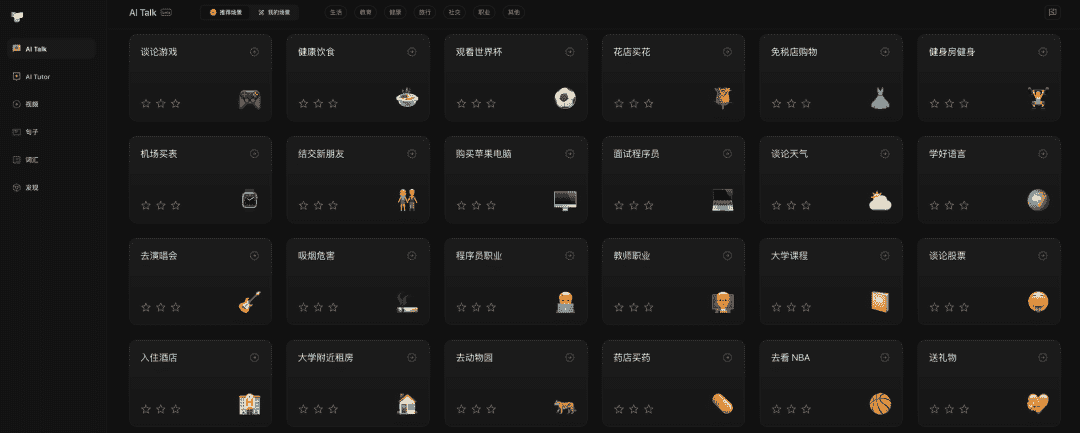 AI Talk Beta 推荐场景 我的场景 生活 教育 健康 旅行 社交 职业 其他
AI Talk
AI Tutor
视频
句子
词汇
发现
谈论游戏 健康饮食 观看世界杯 花店买花 免税店购物 健身房健身
机场买表 结交新朋友 购买苹果电脑 面试程序员 谈论天气 学好语言
去演唱会 吸烟危害 程序员职业 教师职业 大学课程 谈论股票
入住酒店 大学附近租房 去动物园 药店买药 去看 NBA 送礼物